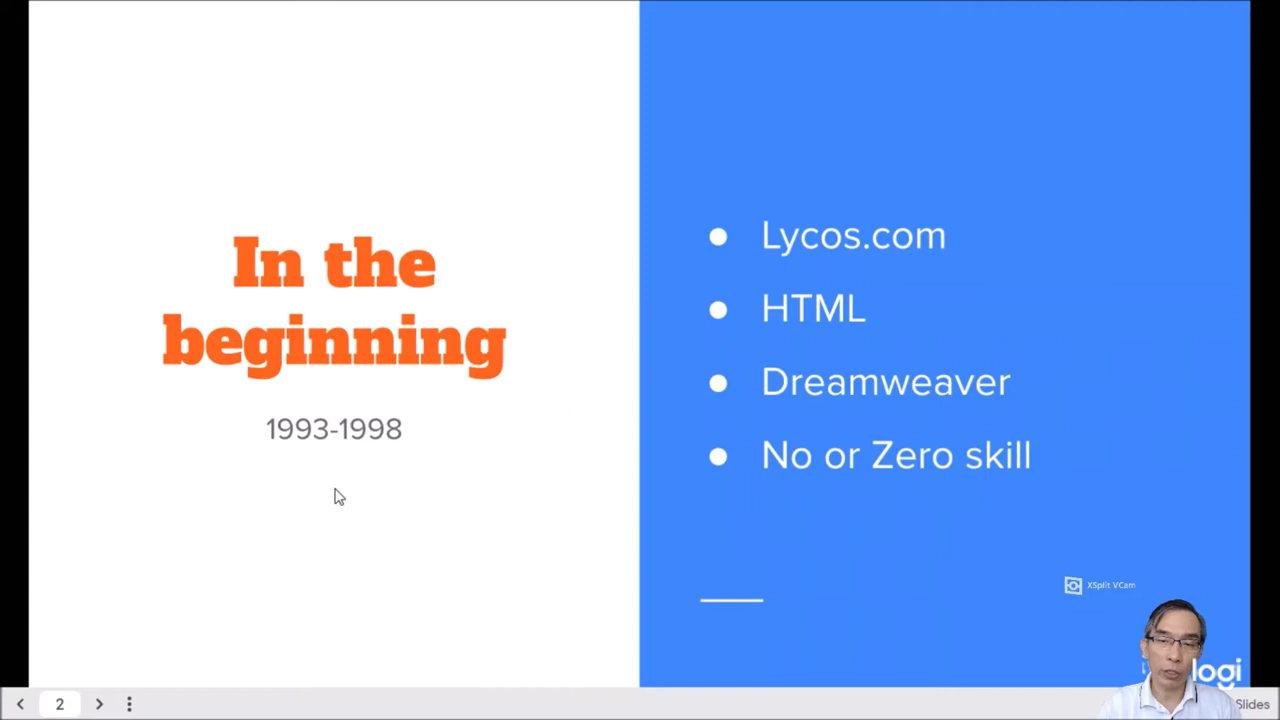 In the
beginning
1993-1998
Lycos.com
HTML
Dreamweaver
No or Zero skill
XSplit VCam
logi
2
Slides